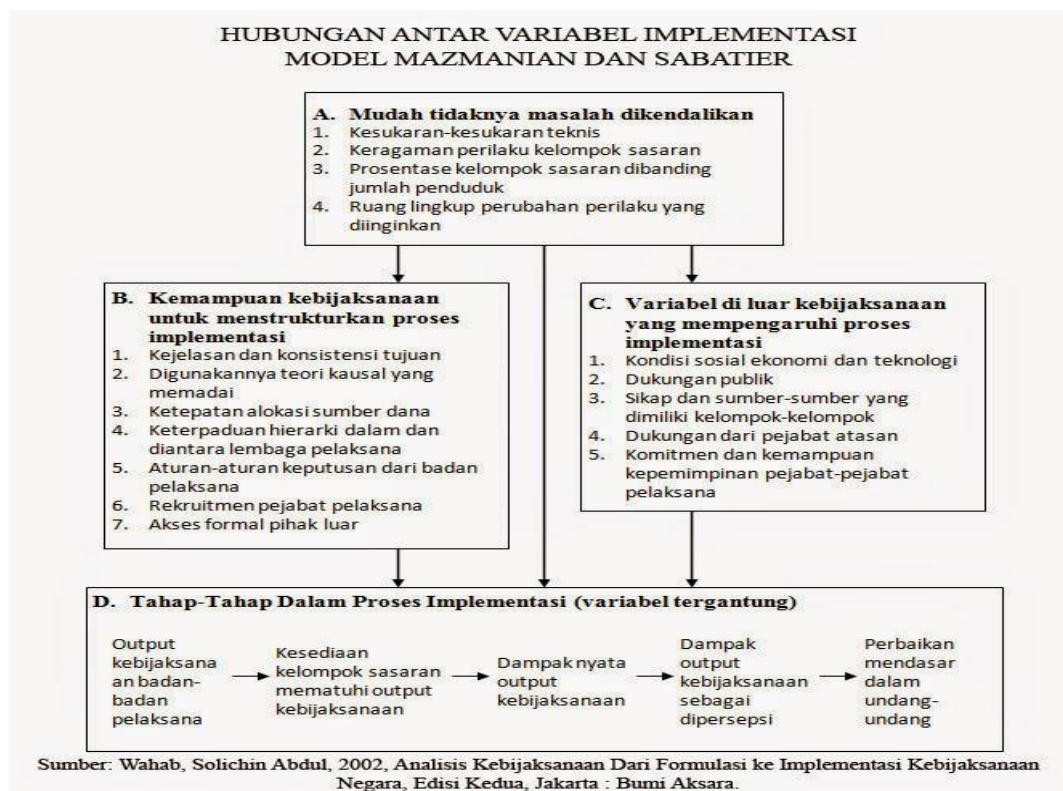 HUBUNGAN ANTAR VARIABEL IMPLEMENTASI
MODEL MAZMANIAN DAN SABATIER
A. Mudah tidaknya masalah dikendalikan
1. Kesukaran-kesukaran teknis
2. Keragaman perilaku kelompok sasaran
3. Prosentase kelompok sasaran dibanding
jumlah penduduk
4. Ruang lingkup perubahan perilaku yang
diinginkan
B. Kemampuan kebijaksanaan
untuk menstrukturkan proses
implementasi
1. Kejelasan dan konsistensi tujuan
2. Digunakannya teori kausal yang
memadai
3. Ketepatan alokasi sumber dana
4. Keterpaduan hierarki dalam dan
diantara lembaga pelaksana
5. Aturan-aturan keputusan dari badan
pelaksana
6. Rekruitmen pejabat pelaksana
7. Akses formal pihak luar
C. Variabel di luar kebijaksanaan
yang mempengaruhi proses
implementasi
1. Kondisi sosial ekonomi dan teknologi
2. Dukungan publik
3. Sikap dan sumber-sumber yang
dimiliki kelompok-kelompok
4. Dukungan dari pejabat atasan
5. Komitmen dan kemampuan
kepemimpinan pejabat-pejabat
pelaksana
D. Tahap-Tahap Dalam Proses Implementasi (variabel tergantung)
Output
kebijaksana
an badan-
badan
pelaksana
Kesediaan
kelompok sasaran
mematuhi output
kebijaksanaan
Dampak nyata
output
kebijaksanaan
Dampak
output
kebijaksanaan
sebagai
dipersepsi
Perbaikan
mendasar
dalam
undang-
undang
Sumber: Wahab, Solichin Abdul, 2002, Analisis Kebijaksanaan Dari Formulasi ke Implementasi Kebijaksanaan
Negara, Edisi Kedua, Jakarta : Bumi Aksara.